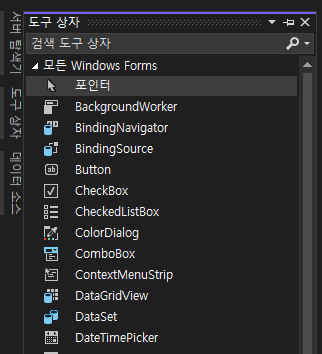 서버 탐색기
도구 상자
데이터 소스
도구 상자
검색 도구 상자
모든 Windows Forms
포인터
BackgroundWorker
BindingNavigator
BindingSource
Button
CheckBox
CheckedListBox
ColorDialog
ComboBox
ContextMenuStrip
DataGridView
DataSet
DateTimePicker